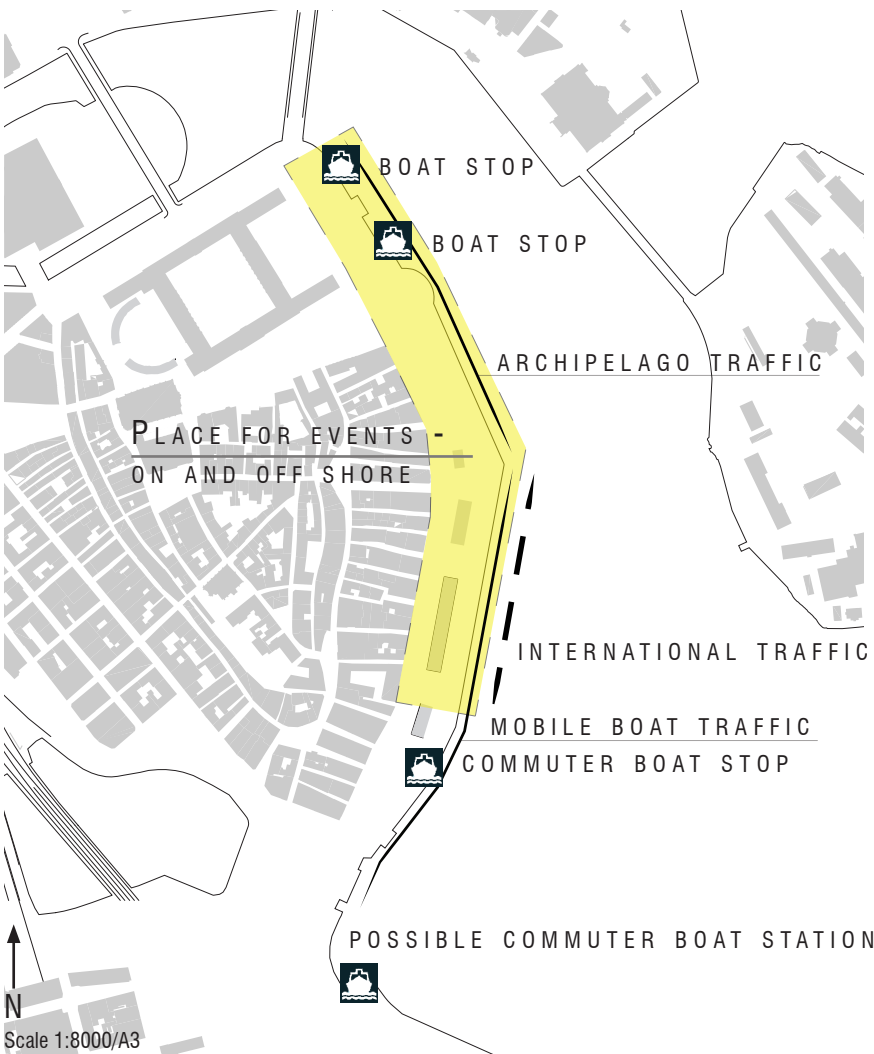 BOAT STOP
BOAT STOP
ARCHIPELAGO TRAFFIC
PLACE FOR EVENTS -
ON AND OFF SHORE
INTERNATIONAL TRAFFIC
MOBILE BOAT TRAFFIC
COMMUTER BOAT STOP
POSSIBLE COMMUTER BOAT STATION
N
Scale 1:8000/A3